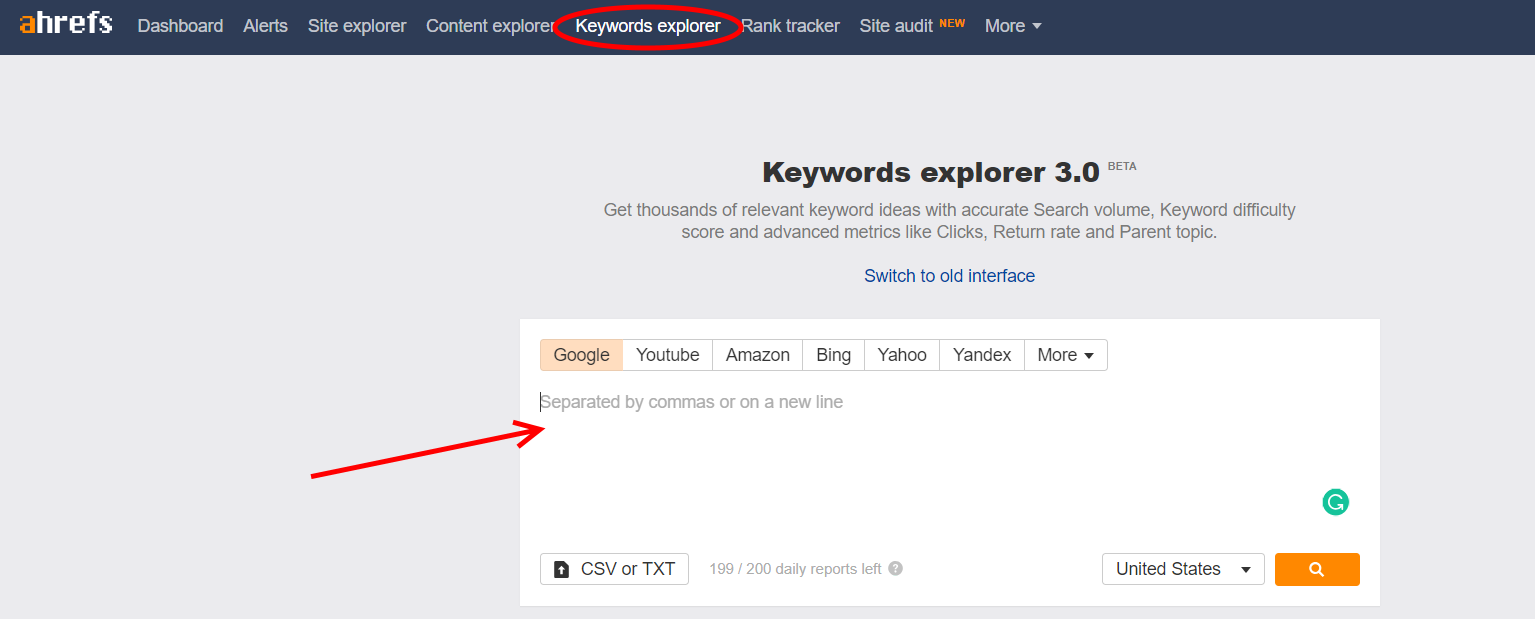 ahrefs Dashboard Alerts Site explorer Content explorer Keywords explorer Rank tracker Site audit NEW More
Keywords explorer 3.0 BETA
Get thousands of relevant keyword ideas with accurate Search volume, Keyword difficulty
score and advanced metrics like Clicks, Return rate and Parent topic.
Switch to old interface
Google Youtube Amazon Bing Yahoo Yandex More
Separated by commas or on a new line
CSV or TXT 199 / 200 daily reports left ? United States